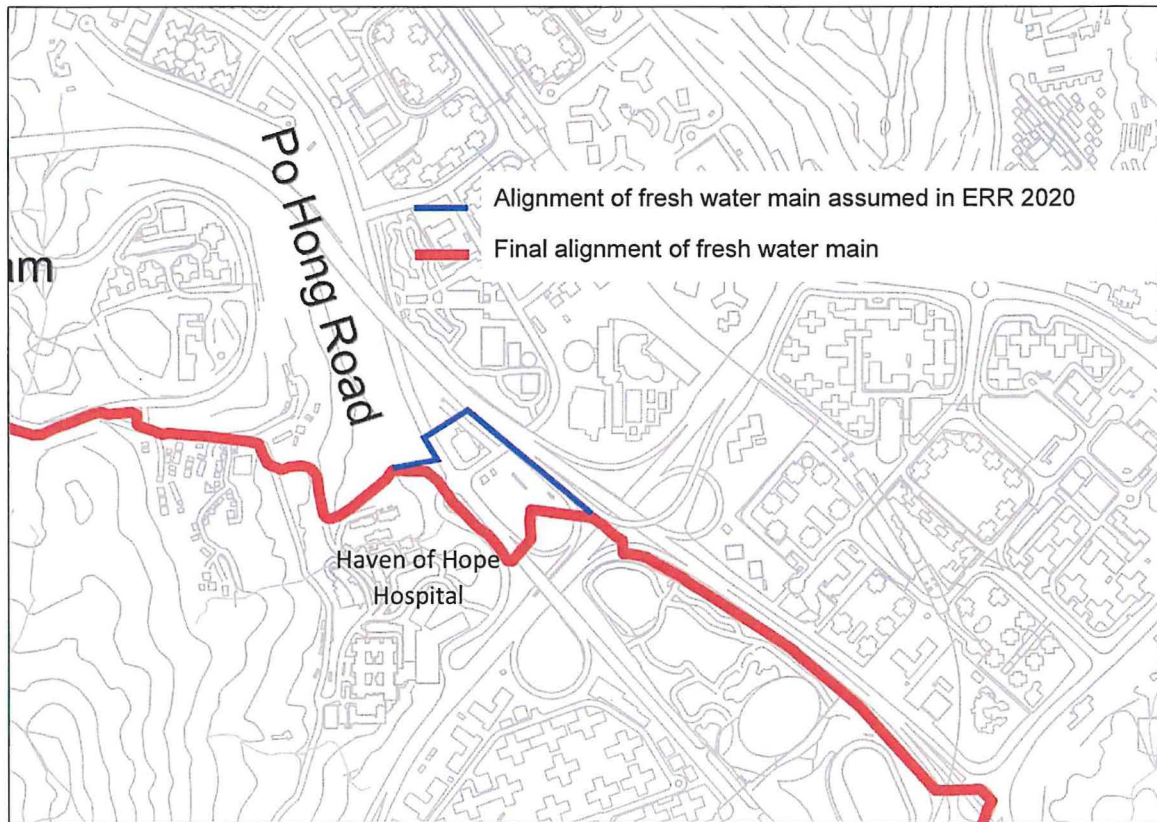 Po Hong Road
Alignment of fresh water main assumed in ERR 2020
Final alignment of fresh water main
am
Haven of Hope
Hospital